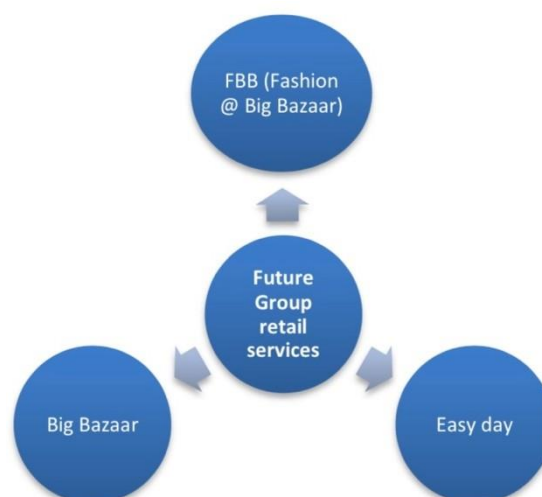 FBB (Fashion
@ Big Bazaar)
Future
Group
retail
services
Big Bazaar
Easy day